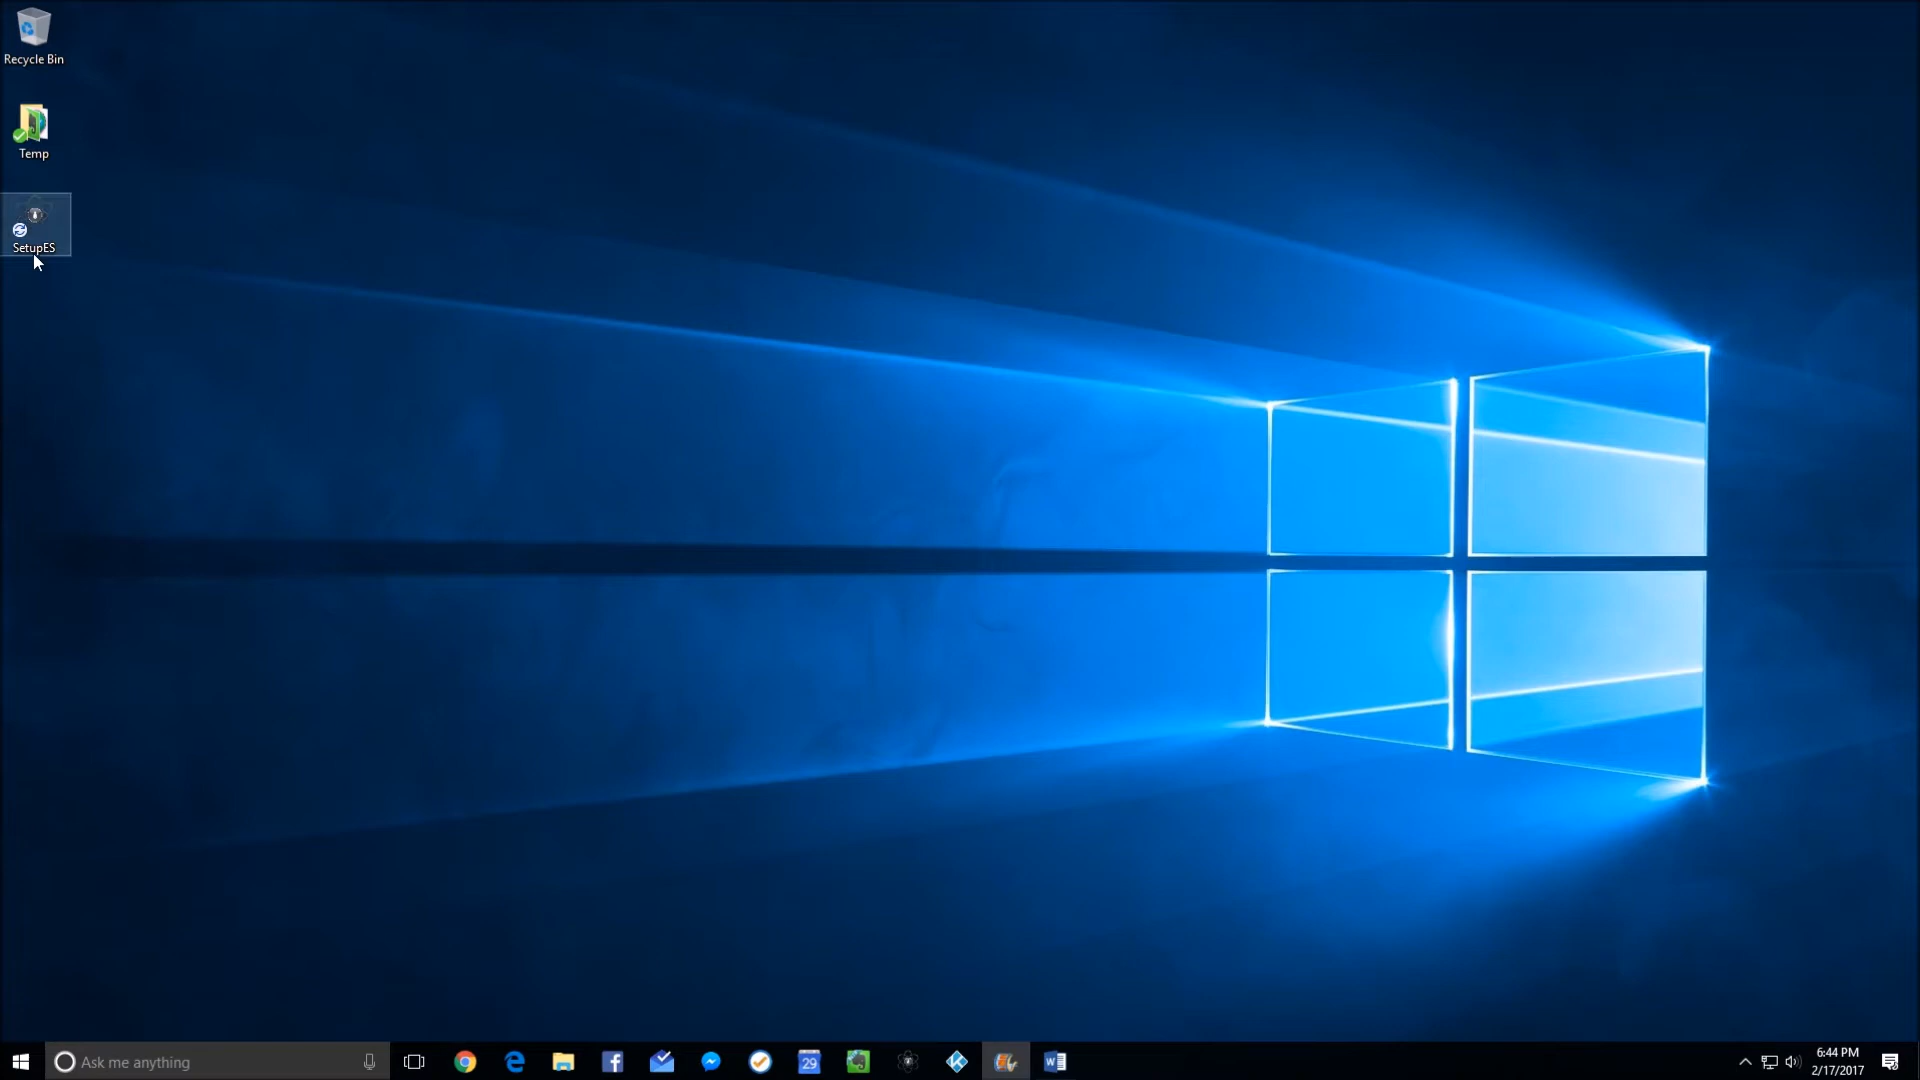 Recycle Bin
Temp
SetupES
Ask me anything
29
6:44 PM
2/17/2017